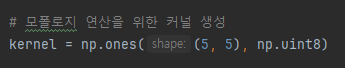 # 모폴로지 연산을 위한 커널 생성
kernel = np.ones( shape: (5, 5), np.uint8)